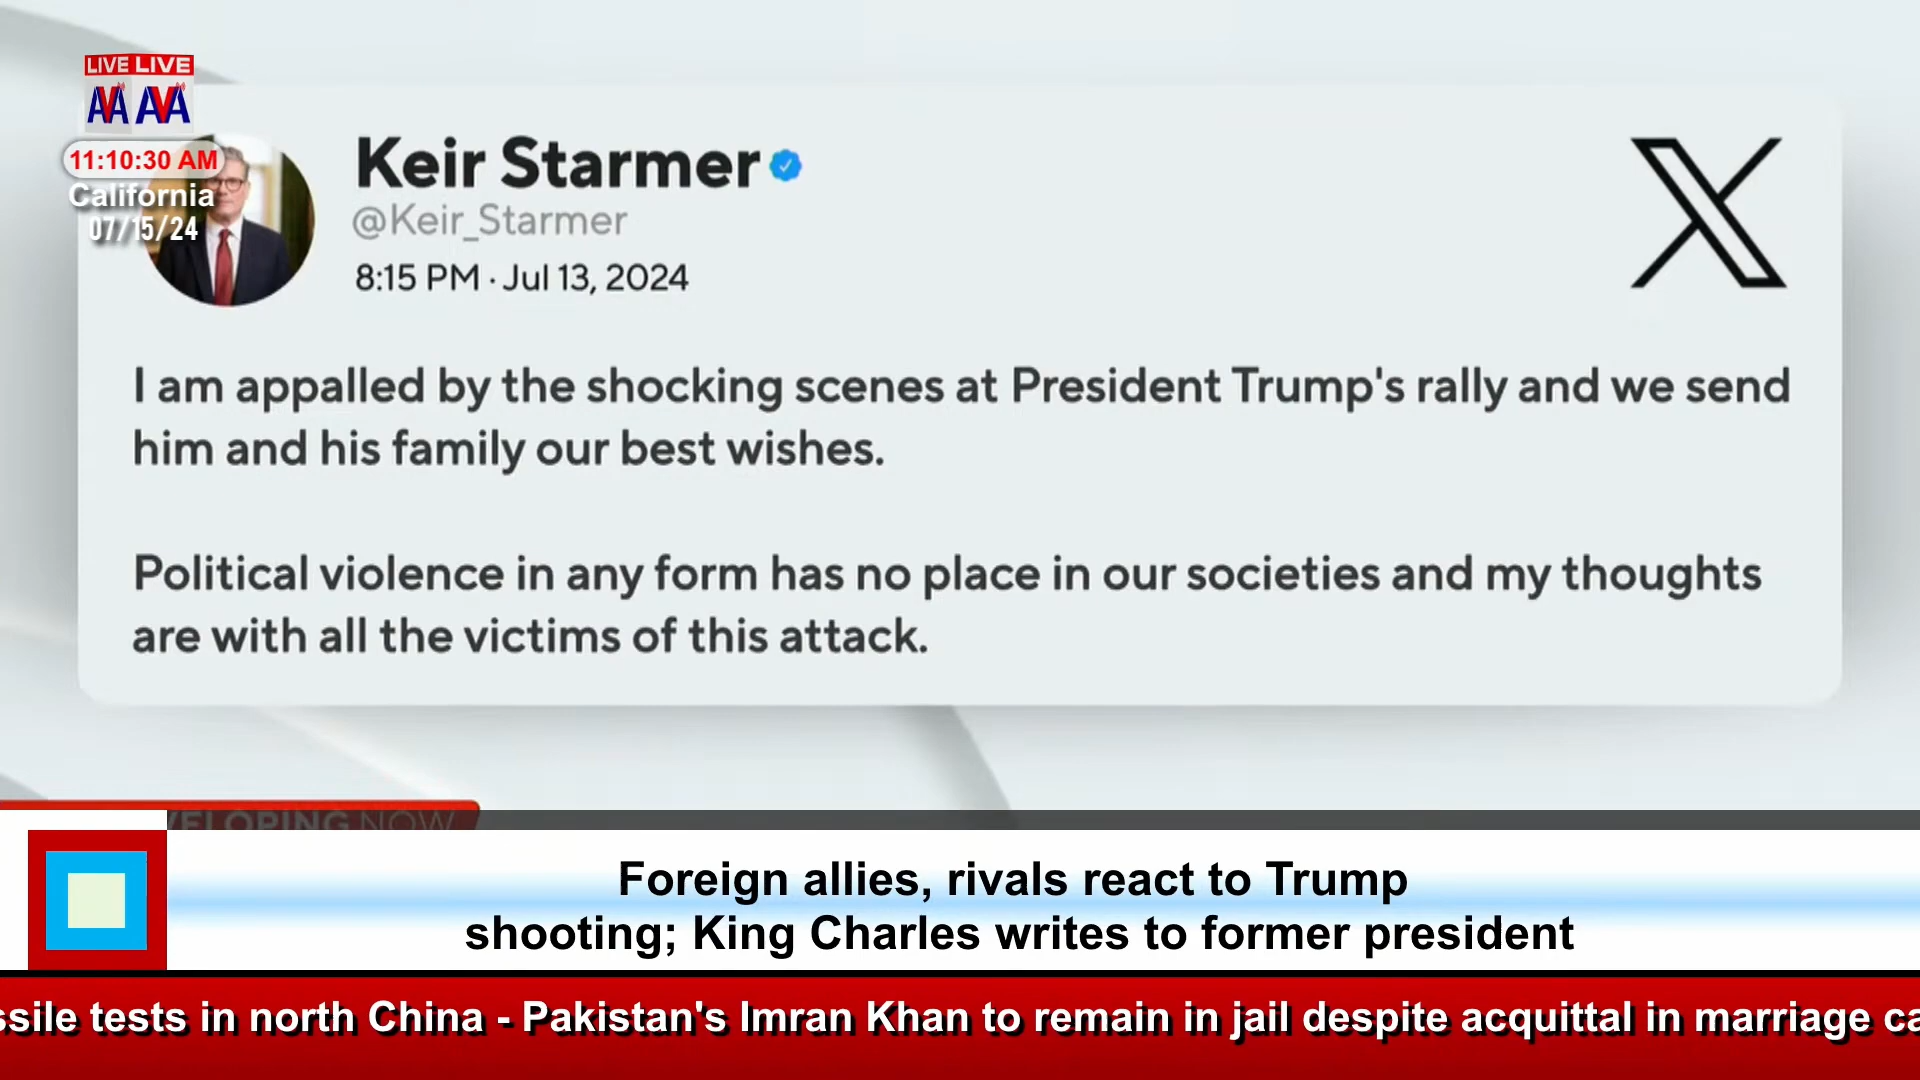 LIVE LIVE
AVA AVA
11:10:30 AM
California
07/15/24
Keir Starmer
@Keir_Starmer
8:15 PM · Jul 13, 2024
I am appalled by the shocking scenes at President Trump's rally and we send
him and his family our best wishes.
Political violence in any form has no place in our societies and my thoughts
are with all the victims of this attack.
VELOPING NOW
Foreign allies, rivals react to Trump
shooting; King Charles writes to former president
ssile tests in north China - Pakistan's Imran Khan to remain in jail despite acquittal in marriage ca